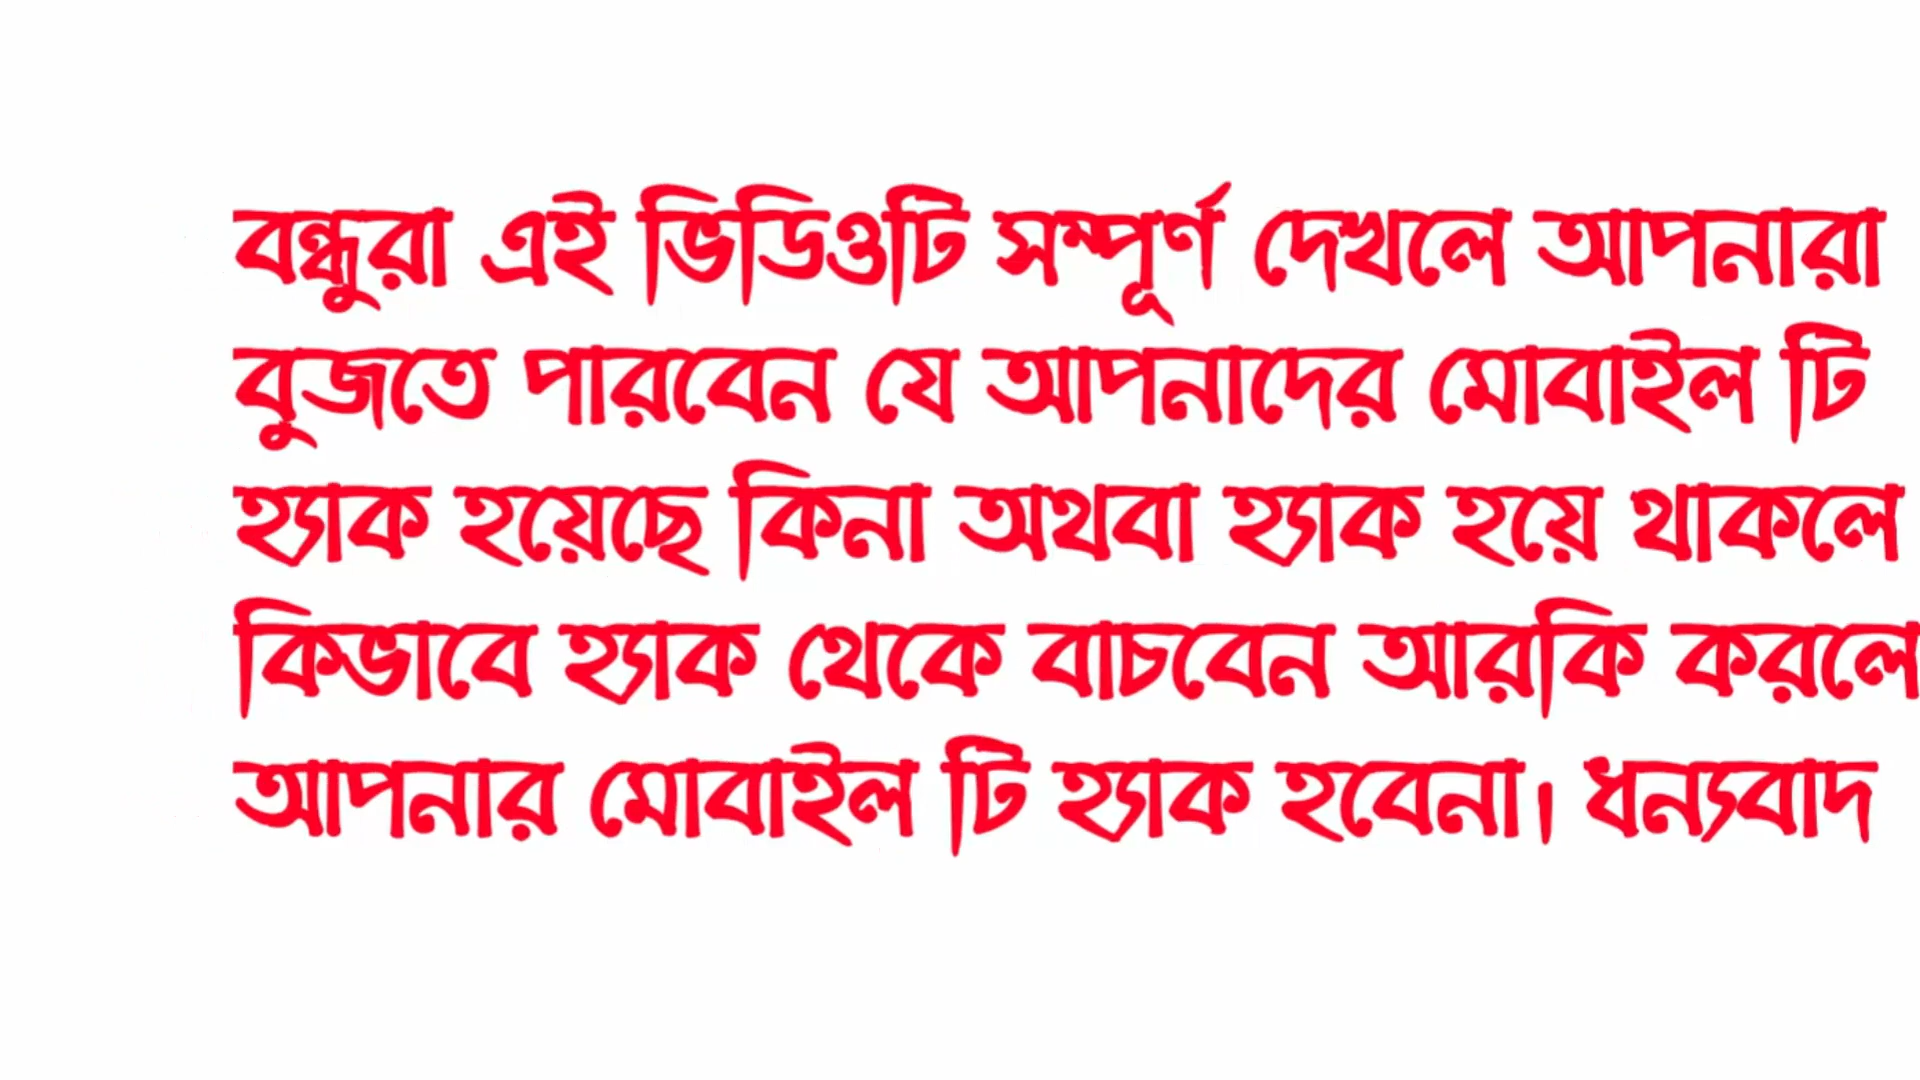 বন্ধুরা এই ভিডিওটি সম্পূর্ণ দেখলে আপনারা
বুজতে পারবেন যে আপনাদের মোবাইল টি
হ্যাক হয়েছে কিনা অথবা হ্যাক হয়ে থাকলে
কিভাবে হ্যাক থেকে বাচবেন আরকি করলে
আপনার মোবাইল টি হ্যাক হবেনা। ধন্যবাদ